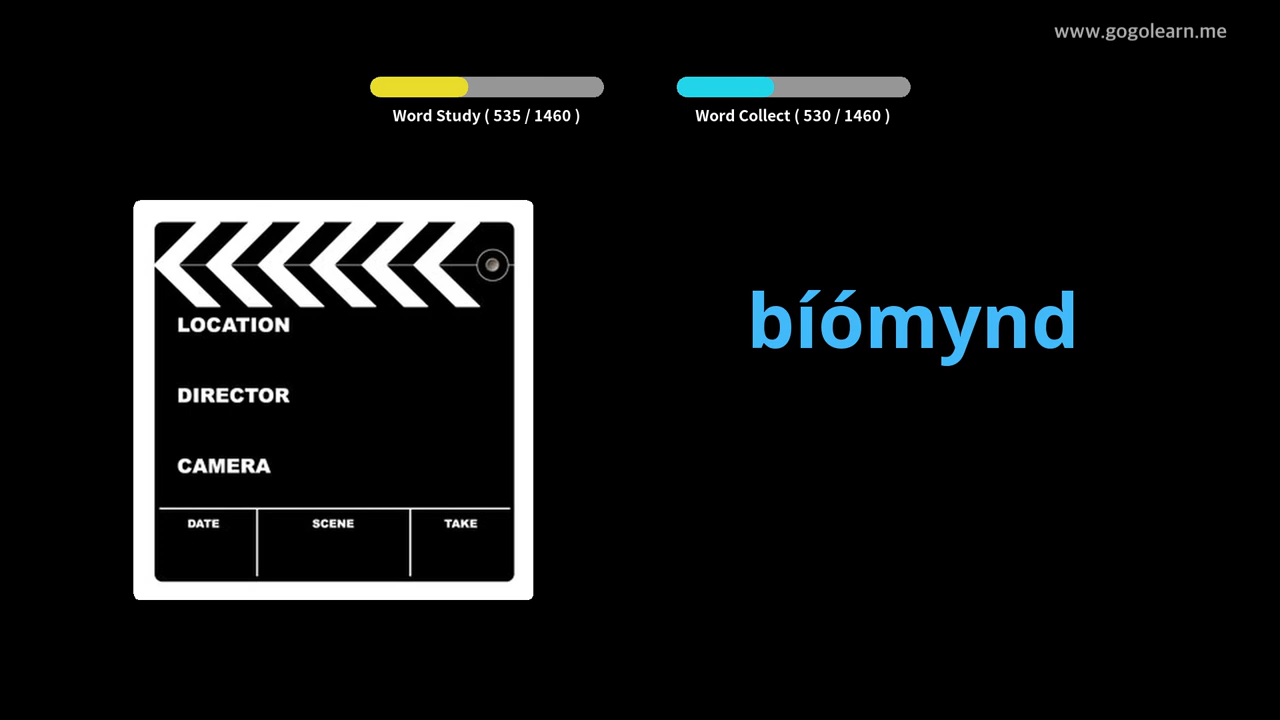 www.gogolearn.me
Word Study ( 535 / 1460 )
Word Collect ( 530 / 1460 )
bíómynd
LOCATION
DIRECTOR
CAMERA
DATE
SCENE
TAKE